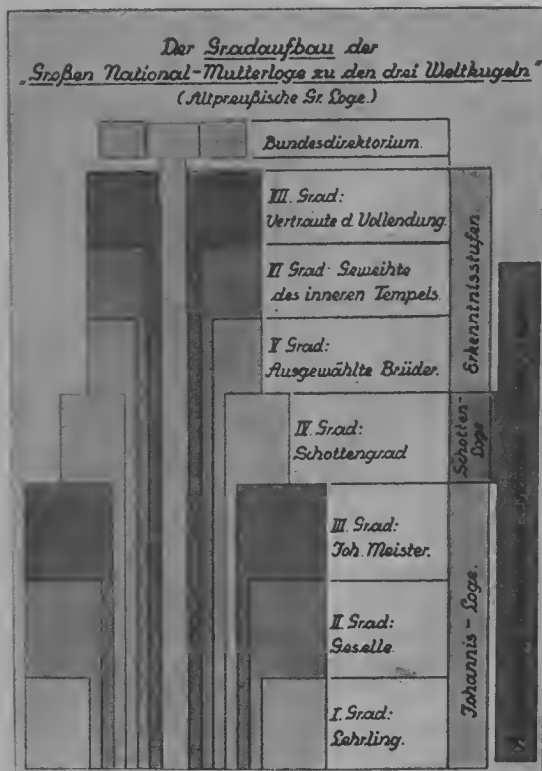 Der Gradaufbau der
„Großen National-Mutterloge zu den drei Weltkugeln"
(Altpreußische Gr. Loge.)
Bundesdirektorium.
VII. Grad:
Vertraute d. Vollendung.
VI Grad: Geweihte
des inneren Tempels.
V Grad:
Ausgewählte Brüder.
Erkenntnisstufen.
IV. Grad:
Schottengrad
Schotten-
Loge
III. Grad:
Joh. Meister.
II. Grad:
Geselle.
I. Grad:
Lehrling.
Johannis-Loge.